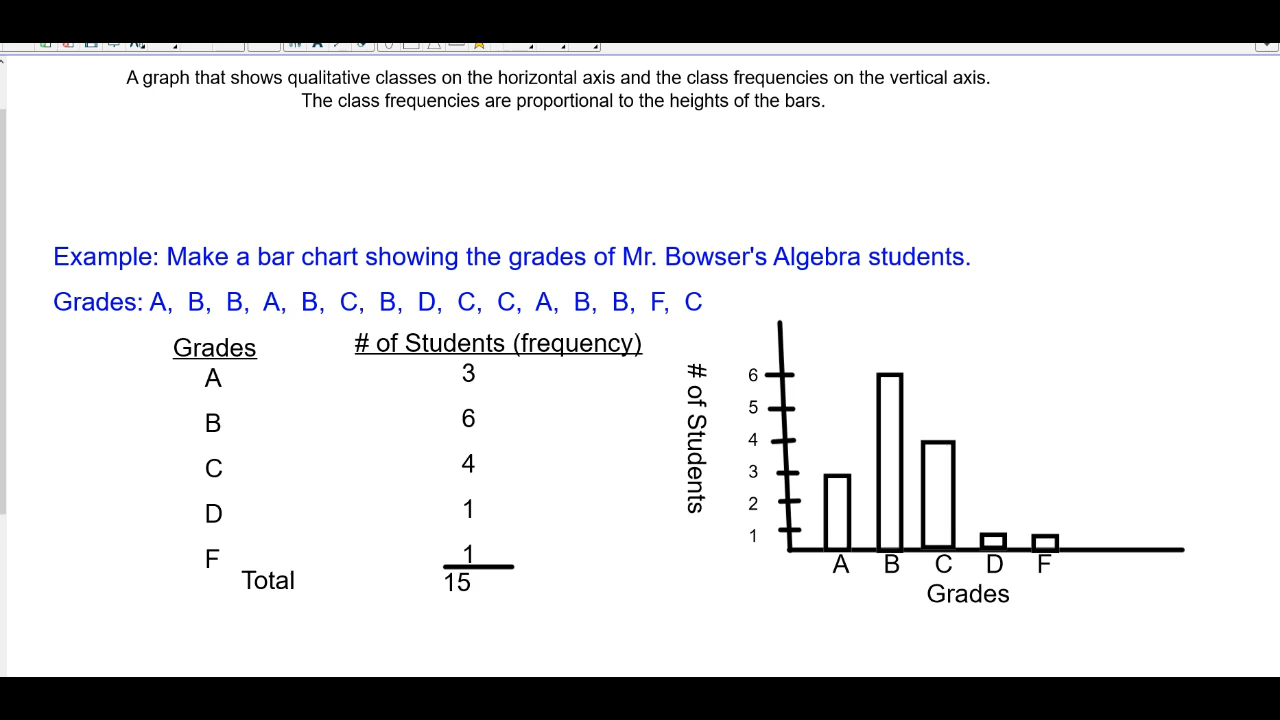 A graph that shows qualitative classes on the horizontal axis and the class frequencies on the vertical axis.
The class frequencies are proportional to the heights of the bars.
Example: Make a bar chart showing the grades of Mr. Bowser's Algebra students.
Grades: A, B, B, A, B, C, B, D, C, C, A, B, B, F, C
Grades # of Students (frequency)
A 3
B 6
C 4
D 1
F 1
Total 15
# of Students
6
5
4
3
2
1
A B C D F
Grades